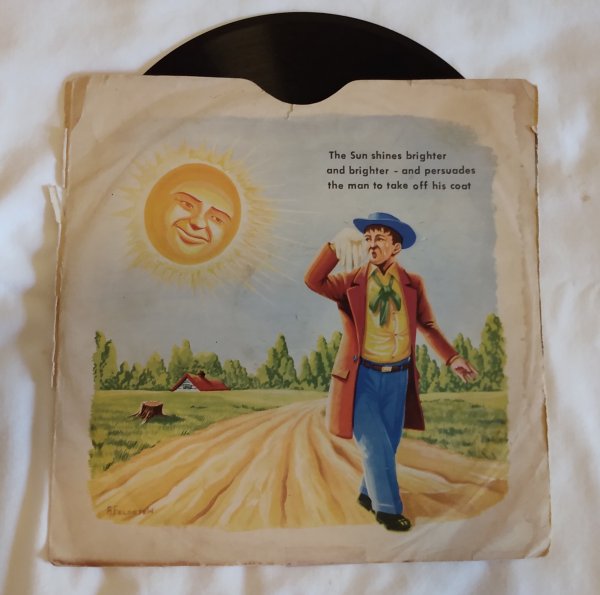 The Sun shines brighter
and brighter - and persuades
the man to take off his coat